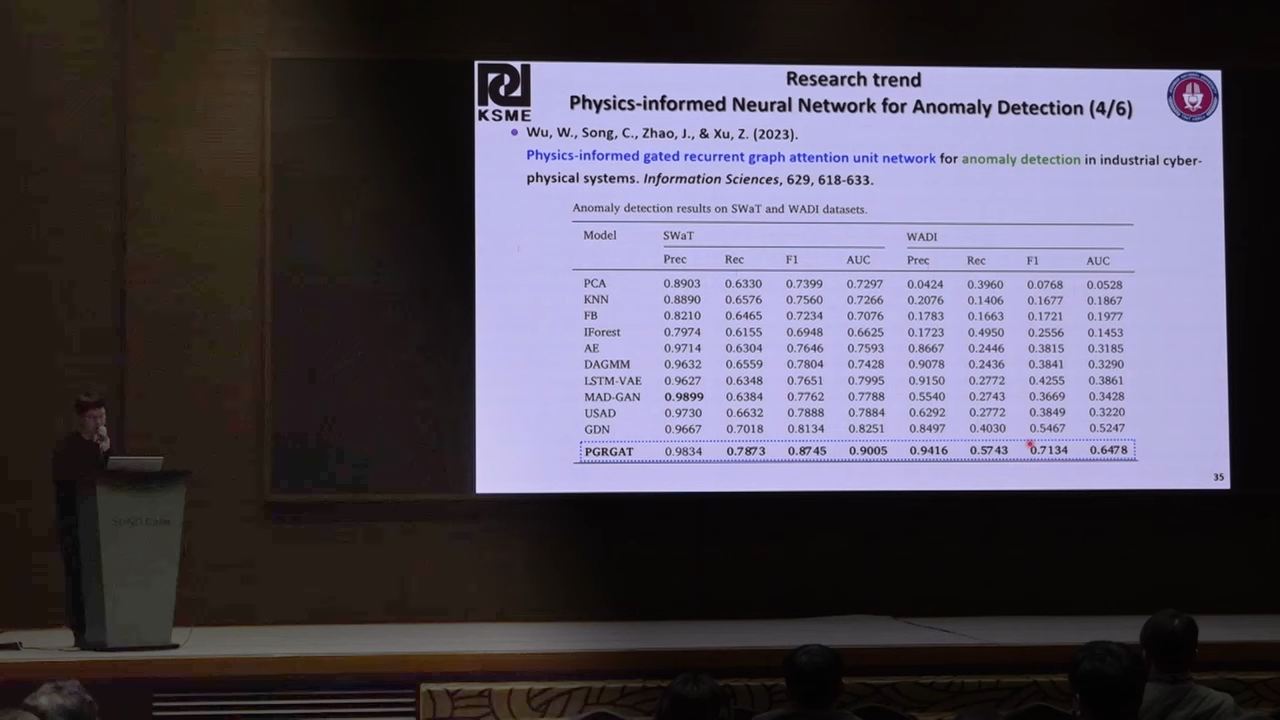 Research trend
KSME
Physics-informed Neural Network for Anomaly Detection (4/6)
Wu, W., Song, C., Zhao, J., & Xu, Z. (2023).
Physics-informed gated recurrent graph attention unit network for anomaly detection in industrial cyber-
physical systems. Information Sciences, 629, 618-633.
Anomaly detection results on SWaT and WADI datasets.
Model SWaT WADI
Prec Rec F1 AUC Prec Rec F1 AUC
PCA 0.8903 0.6330 0.7399 0.7297 0.0424 0.3960 0.0768 0.0528
KNN 0.8890 0.6576 0.7560 0.7266 0.2076 0.1406 0.1677 0.1867
FB 0.8210 0.6465 0.7234 0.7076 0.1783 0.1663 0.1721 0.1977
IForest 0.7974 0.6155 0.6948 0.6625 0.1723 0.4950 0.2556 0.1453
AE 0.9714 0.6304 0.7646 0.7593 0.8667 0.2446 0.3815 0.3185
DAGMM 0.9632 0.6559 0.7804 0.7428 0.9078 0.2436 0.3841 0.3290
LSTM-VAE 0.9627 0.6348 0.7651 0.7995 0.9150 0.2772 0.4255 0.3861
MAD-GAN 0.9899 0.6384 0.7762 0.7788 0.5540 0.2743 0.3669 0.3428
USAD 0.9730 0.6632 0.7888 0.7884 0.6292 0.2772 0.3849 0.3220
GDN 0.9667 0.7018 0.8134 0.8251 0.8497 0.4030 0.5467 0.5247
PGRGAT 0.9834 0.7873 0.8745 0.9005 0.9416 0.5743 0.7134 0.6478
35